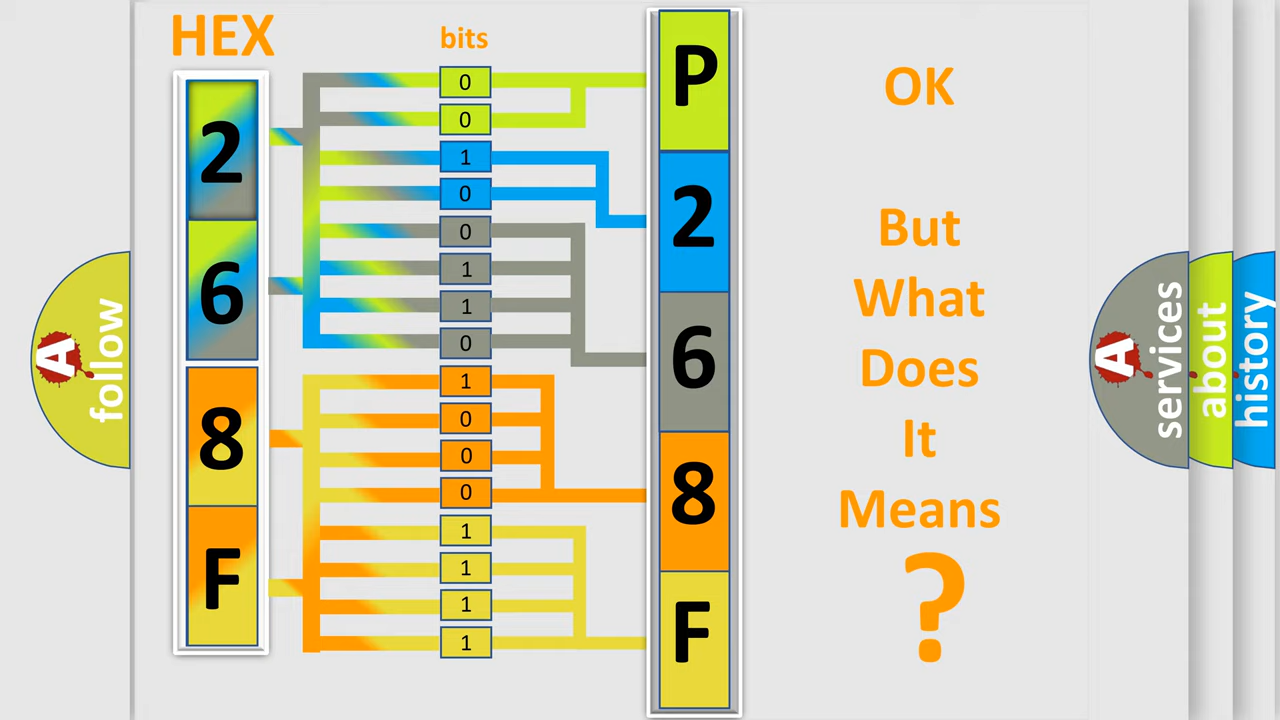 HEX
bits
2
6
8
F
0
0
1
0
0
1
1
0
1
0
0
0
1
1
1
1
P
2
6
8
F
OK
But
What
Does
It
Means
?
A
follow
A
services
about
history